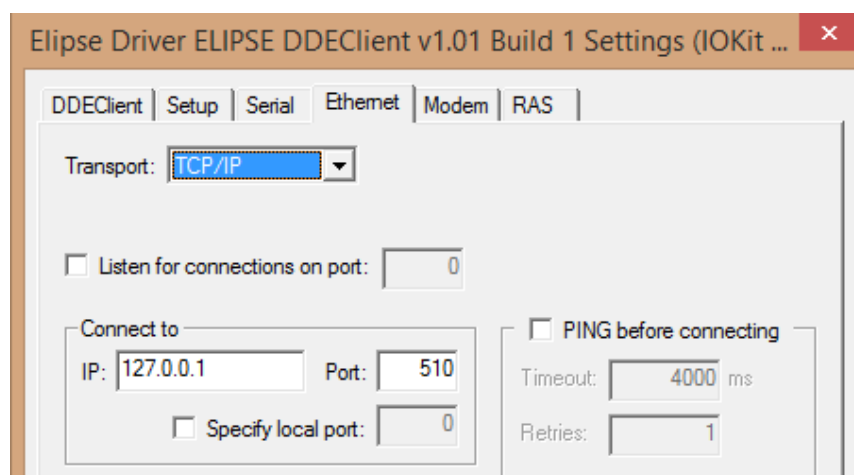 Elipse Driver ELIPSE DDEClient v1.01 Build 1 Settings (IOKit ...
DDEClient Setup Serial Ethernet Modem RAS
Transport: TCP/IP
Listen for connections on port: 0
Connect to
IP: 127.0.0.1 Port: 510
Specify local port: 0
PING before connecting
Timeout: 4000 ms
Retries: 1